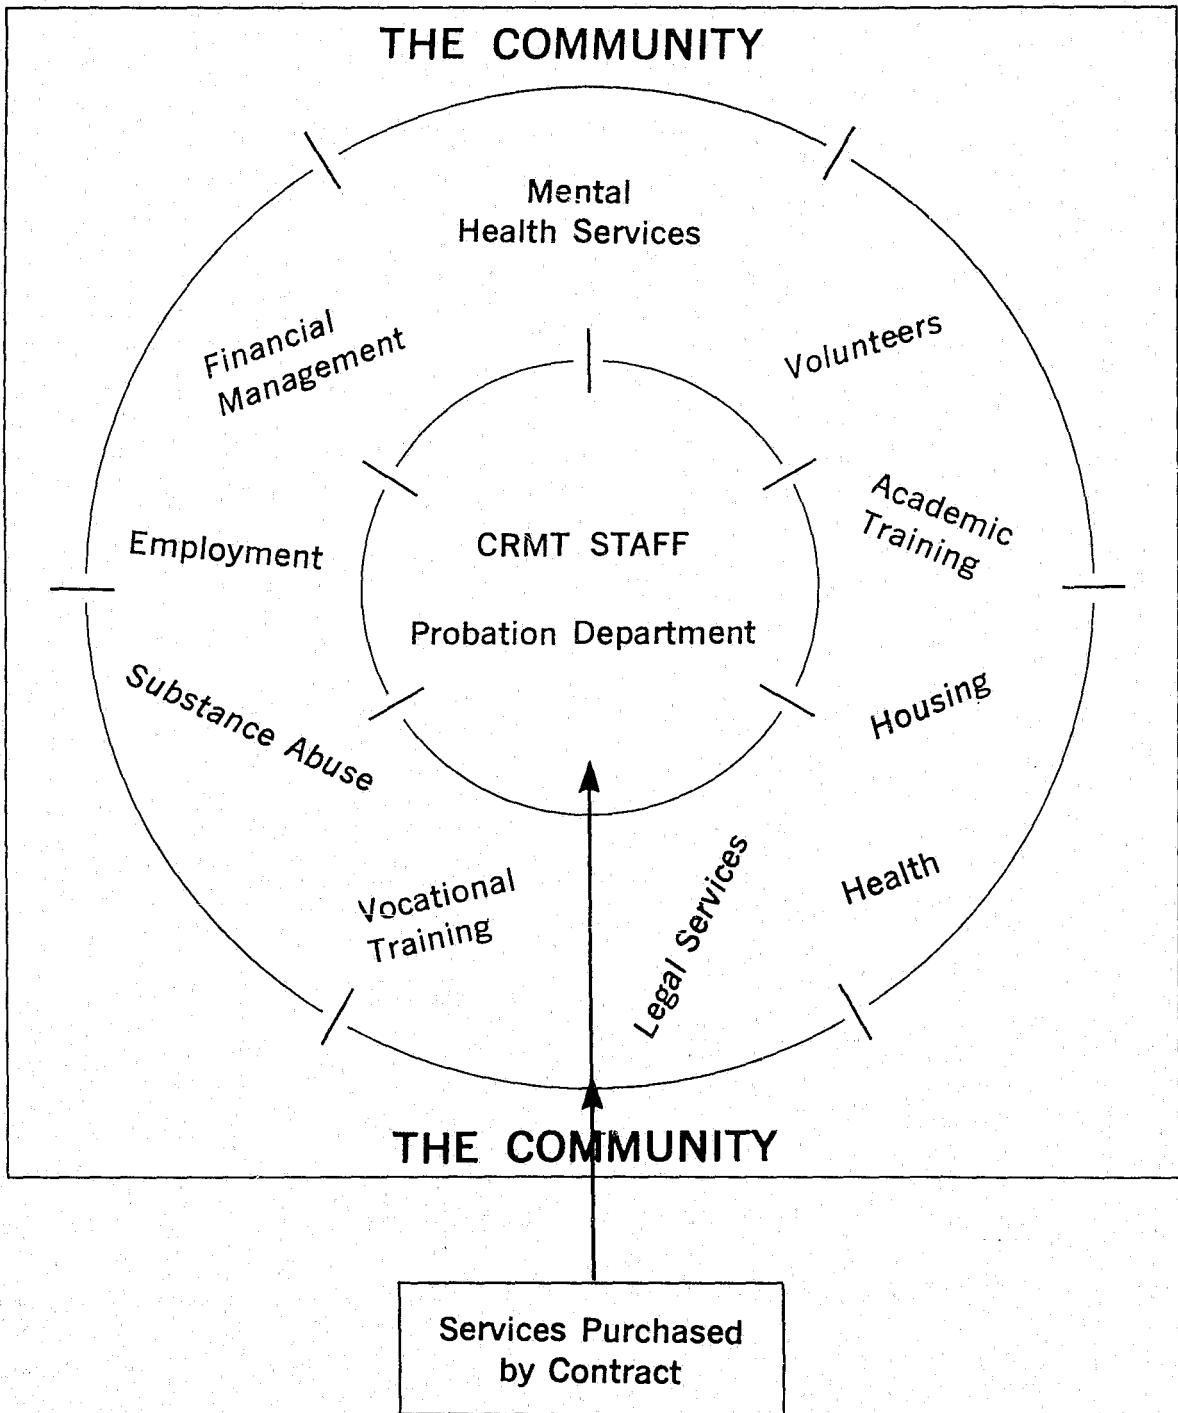 THE COMMUNITY
Mental
Health Services
Financial
Management
Volunteers
Employment
CRMT STAFF
Academic
Training
Probation Department
Substance Abuse
Housing
Vocational
Training
Legal Services
Health
THE COMMUNITY
Services Purchased
by Contract